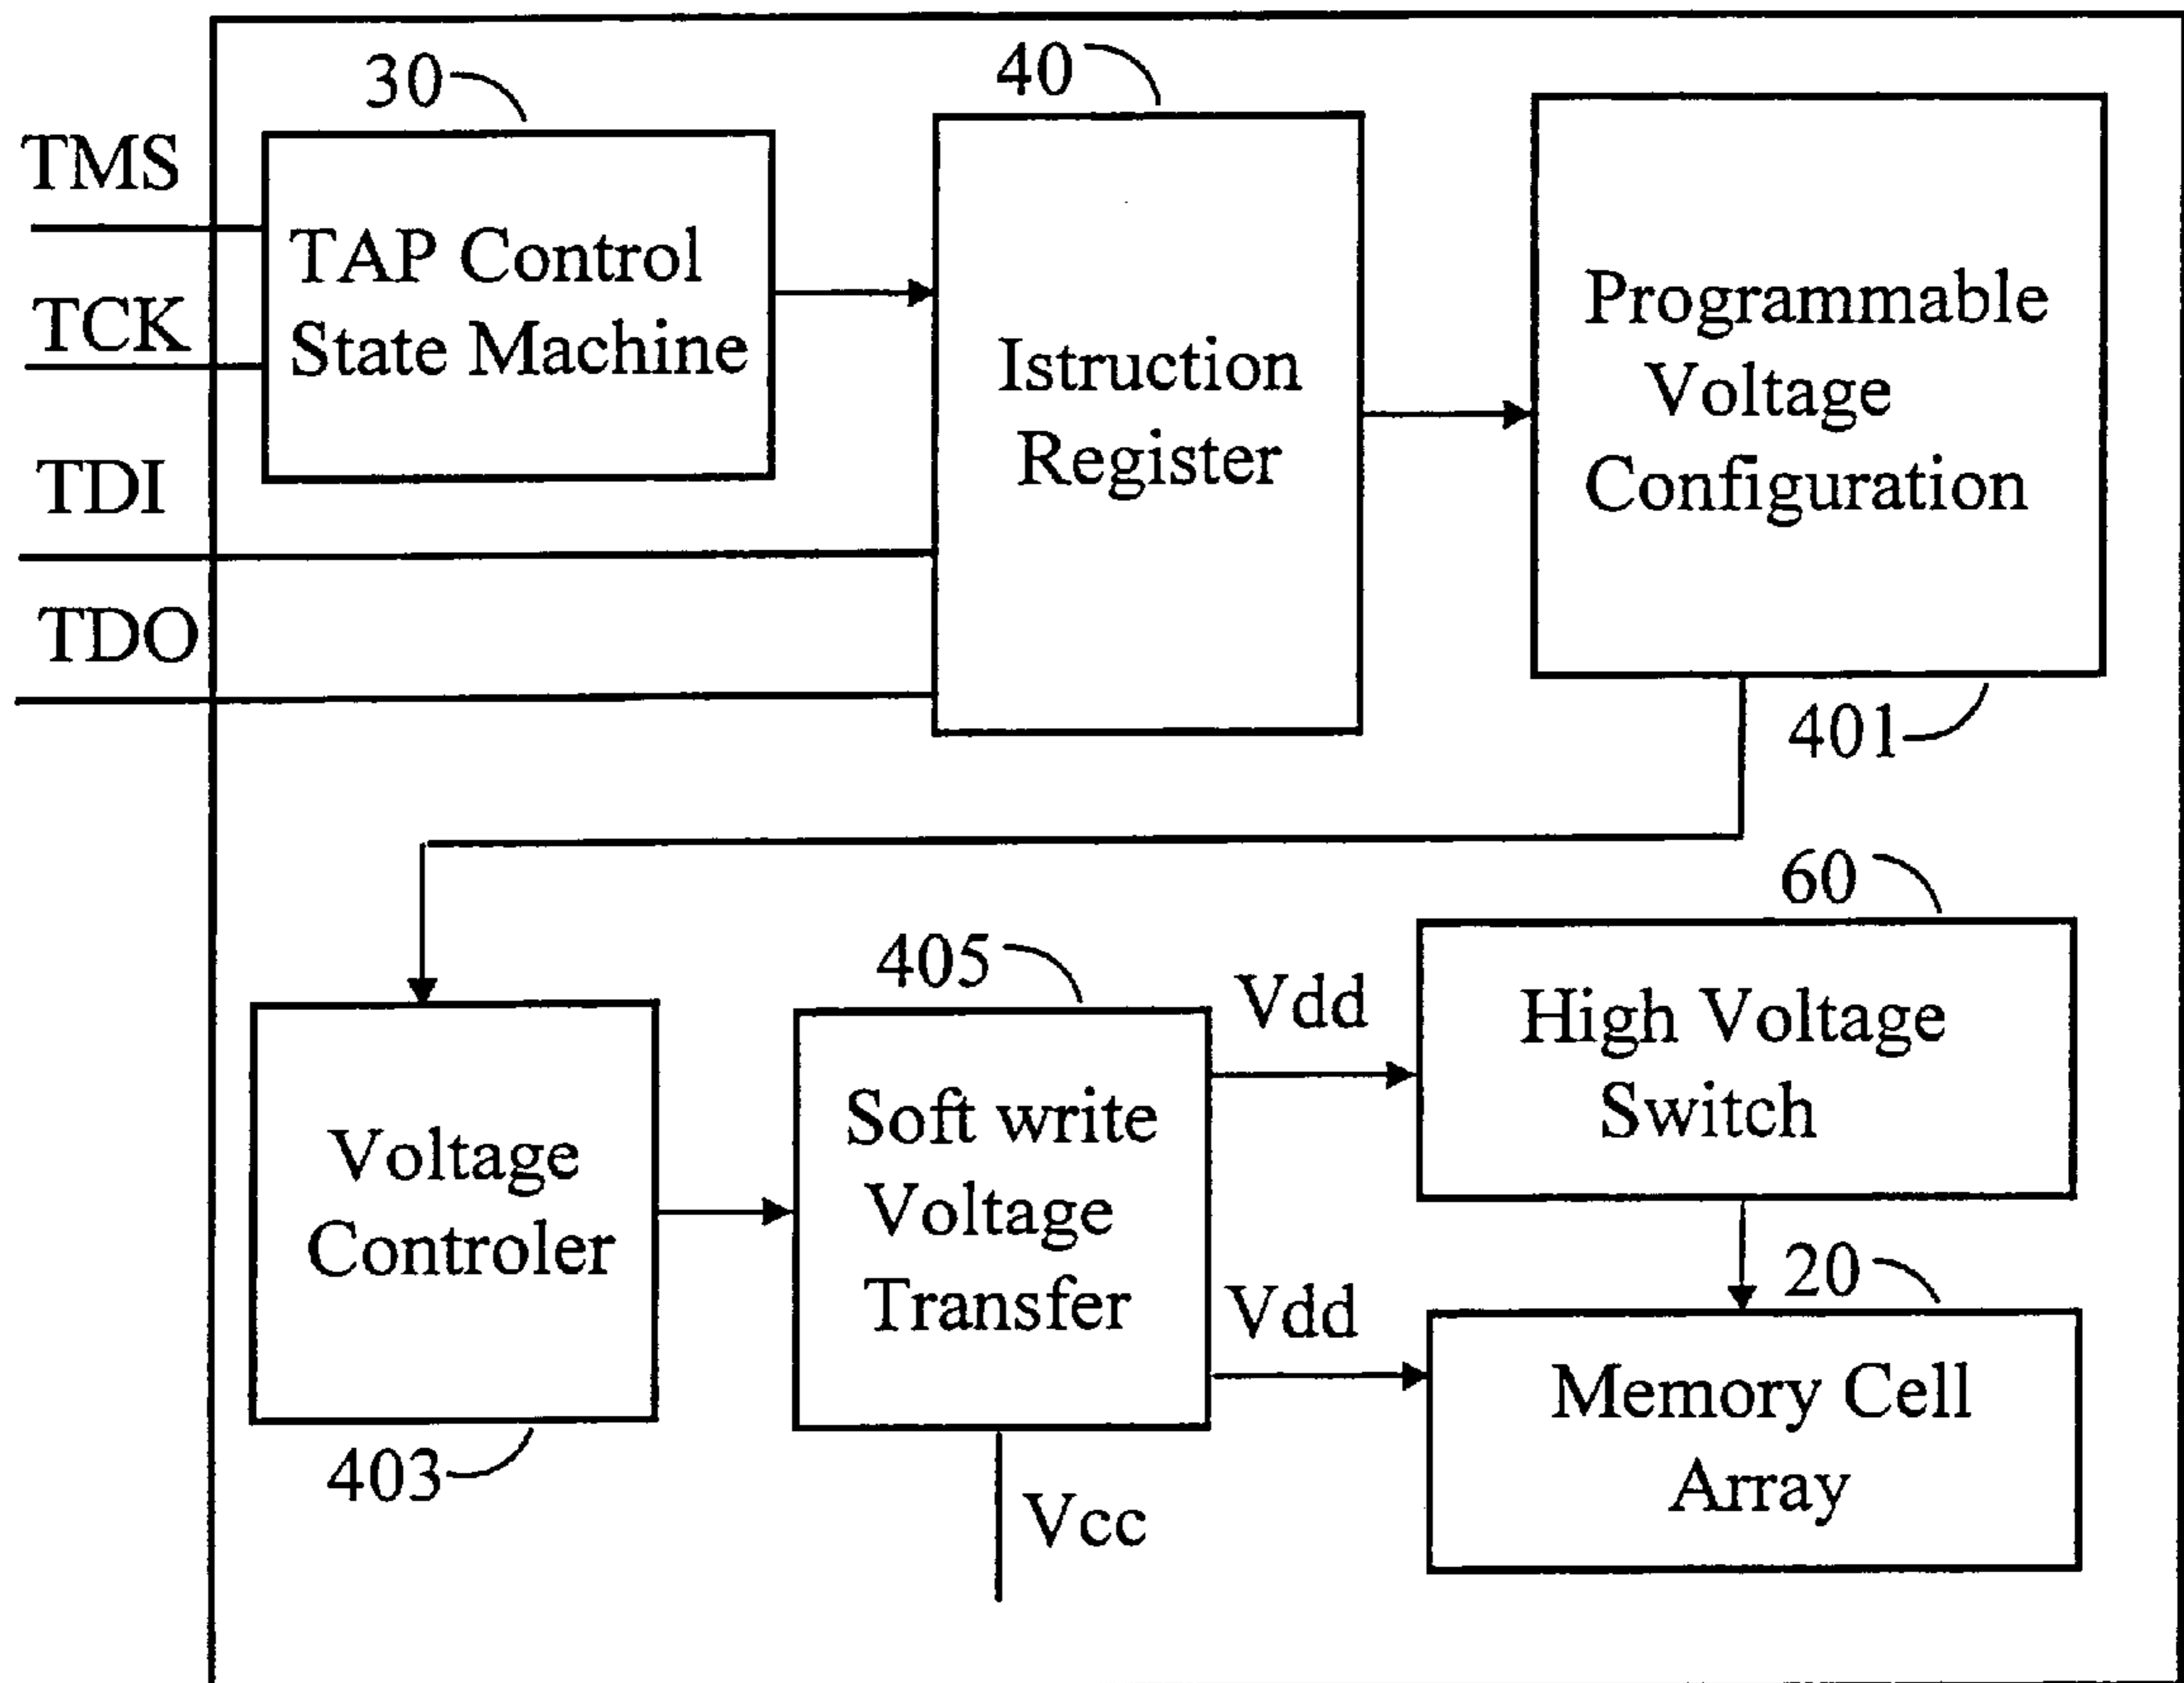 30
40
TMS
TCK
TDI
TDO
TAP Control
State Machine
Istruction
Register
Programmable
Voltage
Configuration
401
60
405
Vdd
High Voltage
Switch
Voltage
Controler
Soft write
Voltage
Transfer
20
Vdd
Memory Cell
Array
403
Vcc